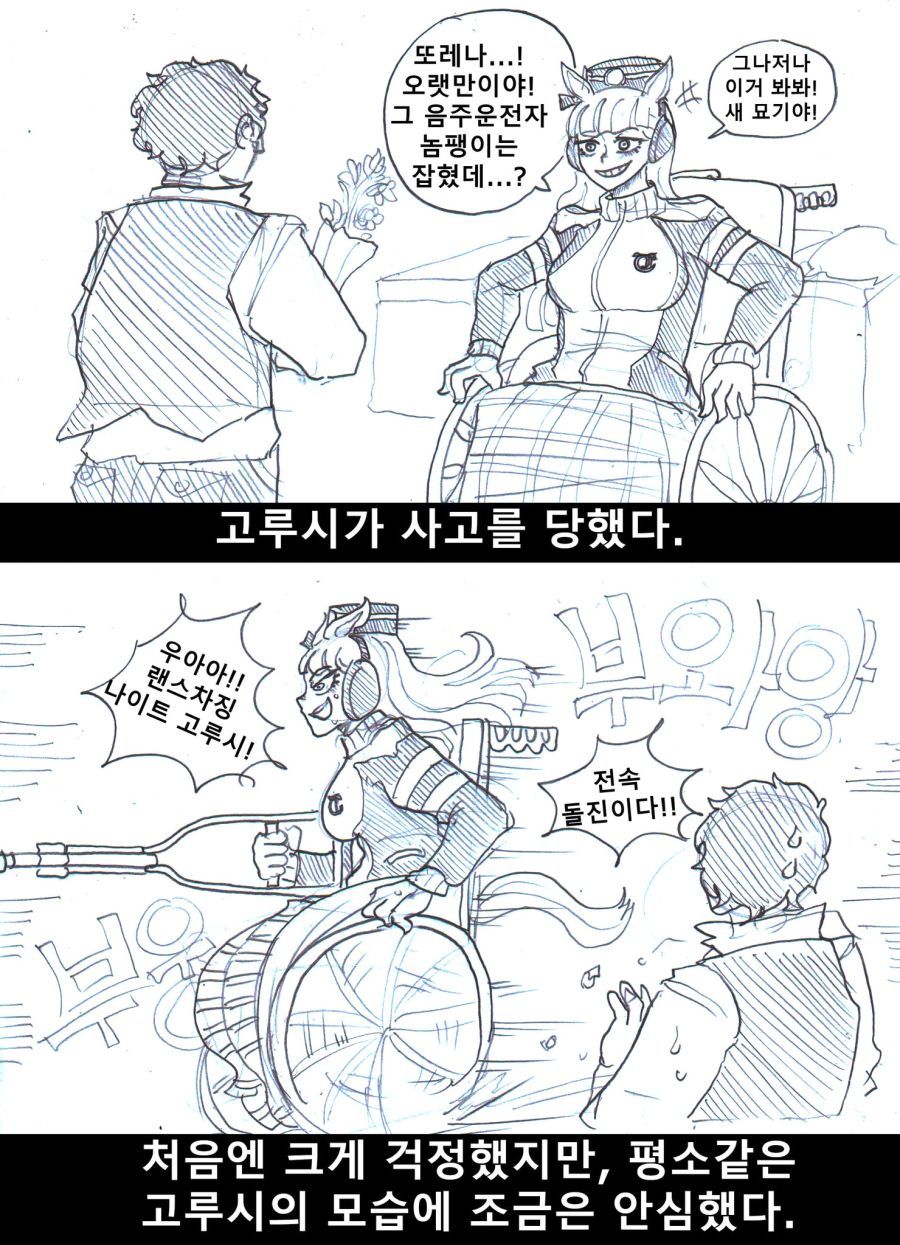 또레나...!
오랫만이야!
그 음주운전자
놈팽이는
잡혔데...?
그나저나
이거 봐봐!
새 묘기야!
고루시가 사고를 당했다.
우아아!!
랜스차징
나이트 고루시!
부와앙
전속
돌진이다!!
부웅
처음엔 크게 걱정했지만, 평소같은
고루시의 모습에 조금은 안심했다.